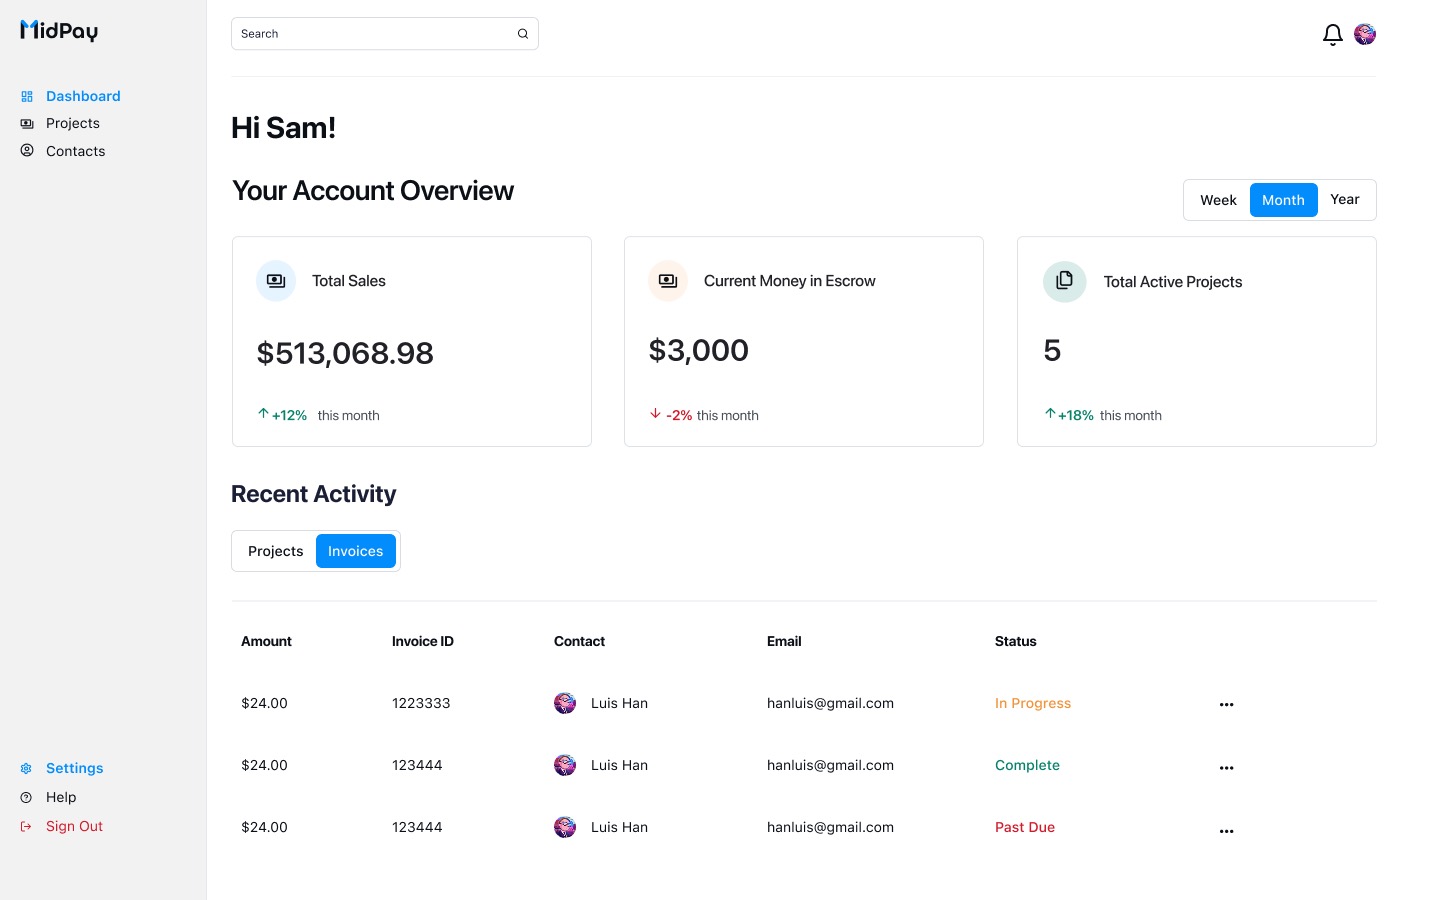 MidPay
Search
Dashboard
Projects
Contacts
Hi Sam!
Your Account Overview
Week Month Year
Total Sales
$513,068.98
+12% this month
Current Money in Escrow
$3,000
-2% this month
Total Active Projects
5
+18% this month
Recent Activity
Projects Invoices
Amount Invoice ID Contact Email Status
$24.00 1223333 Luis Han hanluis@gmail.com In Progress
$24.00 123444 Luis Han hanluis@gmail.com Complete
$24.00 123444 Luis Han hanluis@gmail.com Past Due
Settings
Help
Sign Out